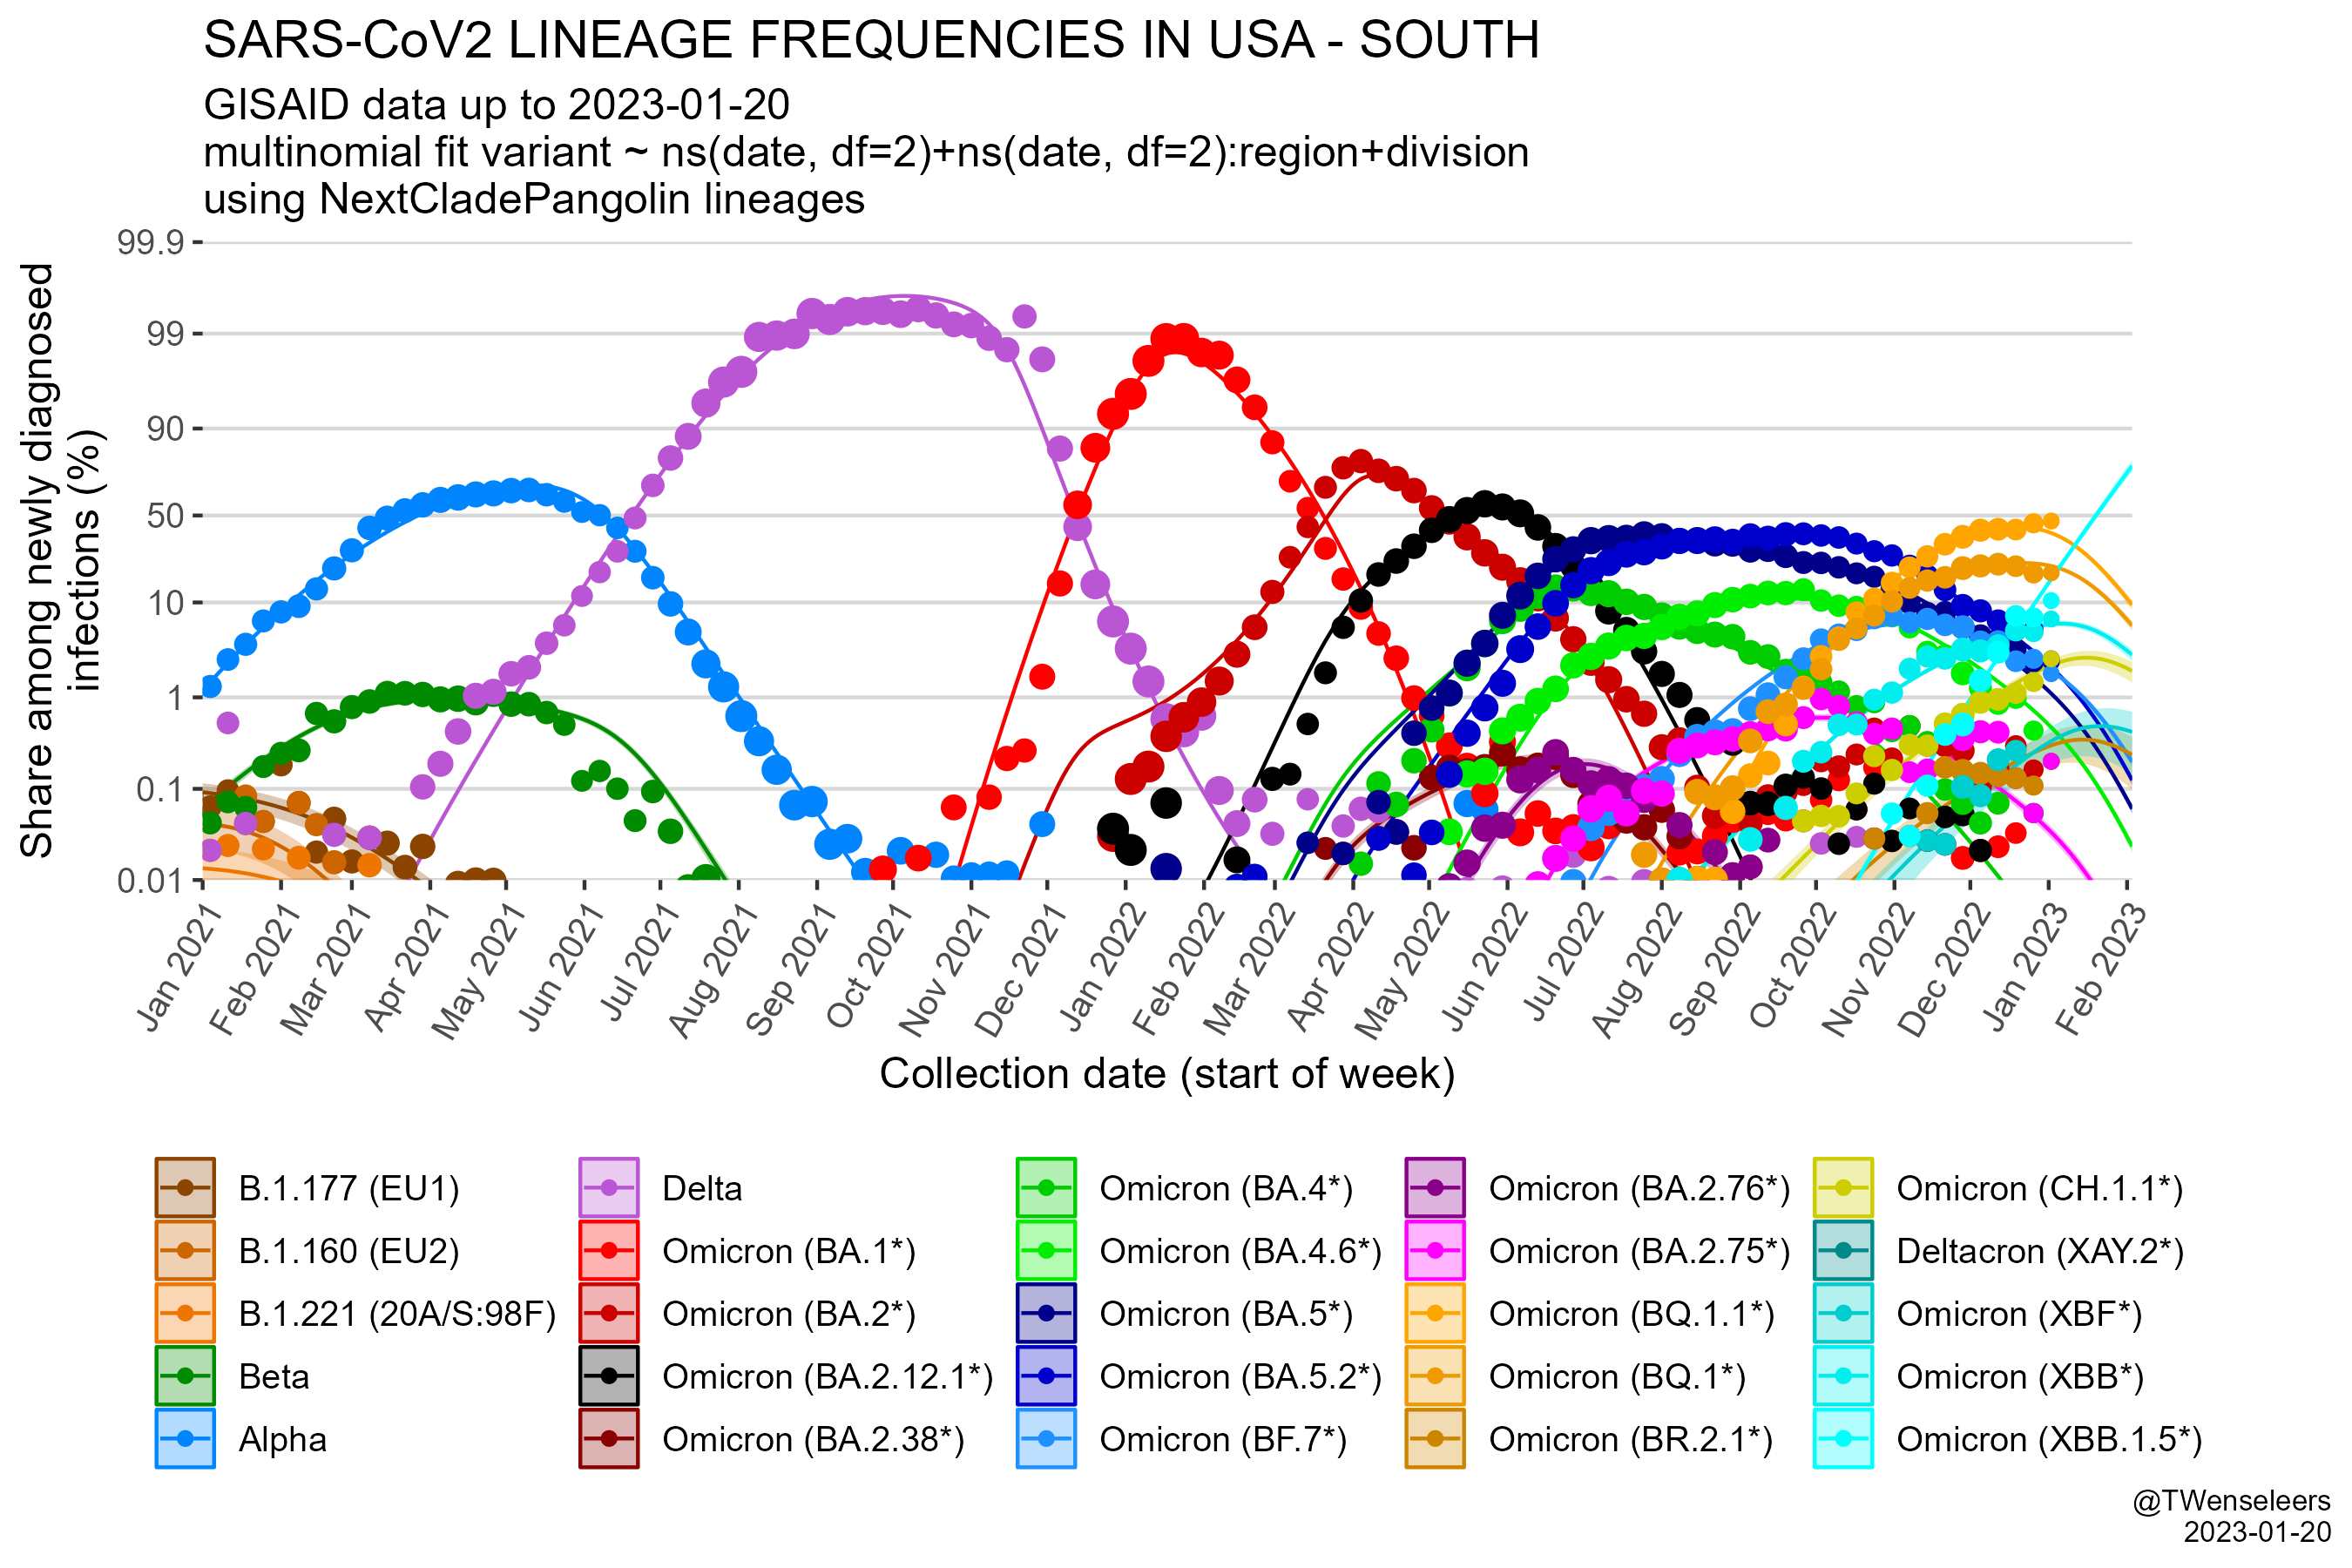 SARS-CoV2 LINEAGE FREQUENCIES IN USA - SOUTH
GISAID data up to 2023-01-20
multinomial fit variant ~ ns(date, df=2)+ns(date, df=2):region+division
using NextCladePangolin lineages
Share among newly diagnosed
infections (%)
99.9
99
90
50
10
1
0.1
0.01
Jan 2021
Feb 2021
Mar 2021
Apr 2021
May 2021
Jun 2021
Jul 2021
Aug 2021
Sep 2021
Oct 2021
Nov 2021
Dec 2021
Jan 2022
Feb 2022
Mar 2022
Apr 2022
May 2022
Jun 2022
Jul 2022
Aug 2022
Sep 2022
Oct 2022
Nov 2022
Dec 2022
Jan 2023
Feb 2023
Collection date (start of week)
B.1.177 (EU1)
B.1.160 (EU2)
B.1.221 (20A/S:98F)
Beta
Alpha
Delta
Omicron (BA.1*)
Omicron (BA.2*)
Omicron (BA.2.12.1*)
Omicron (BA.2.38*)
Omicron (BA.4*)
Omicron (BA.4.6*)
Omicron (BA.5*)
Omicron (BA.5.2*)
Omicron (BF.7*)
Omicron (BA.2.76*)
Omicron (BA.2.75*)
Omicron (BQ.1.1*)
Omicron (BQ.1*)
Omicron (BR.2.1*)
Omicron (CH.1.1*)
Deltacron (XAY.2*)
Omicron (XBF*)
Omicron (XBB*)
Omicron (XBB.1.5*)
@TWenseleers
2023-01-20